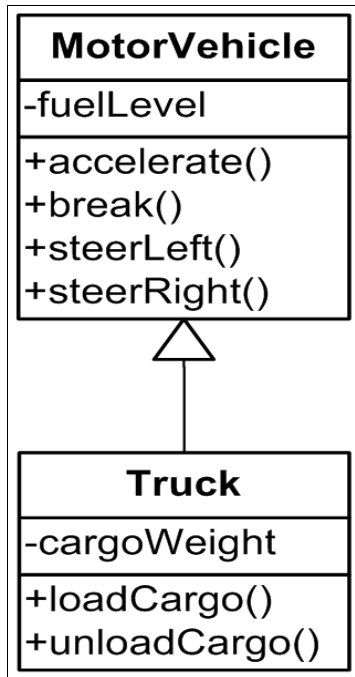 MotorVehicle
-fuelLevel
+accelerate()
+break()
+steerLeft()
+steerRight()
Truck
-cargoWeight
+loadCargo()
+unloadCargo()